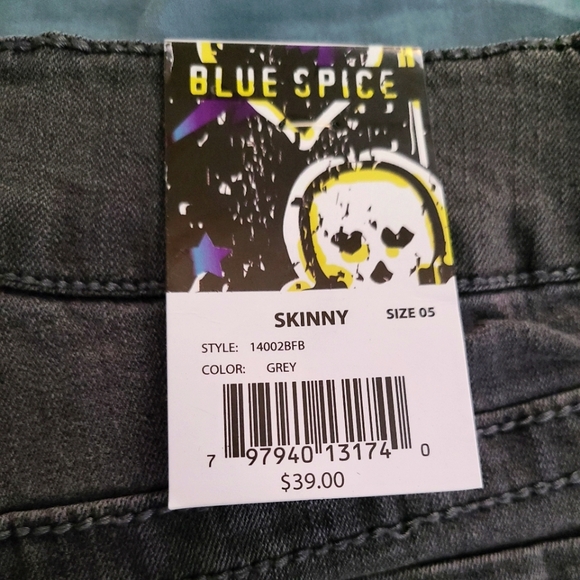 BLUE SPICE
SKINNY SIZE 05
STYLE: 14002BFB
COLOR: GREY
7 97940 13174 0
$39.00